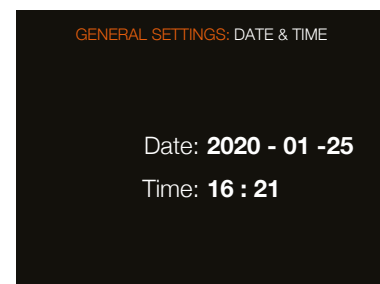 GENERAL SETTINGS: DATE & TIME
Date: 2020 - 01 -25
Time: 16 : 21